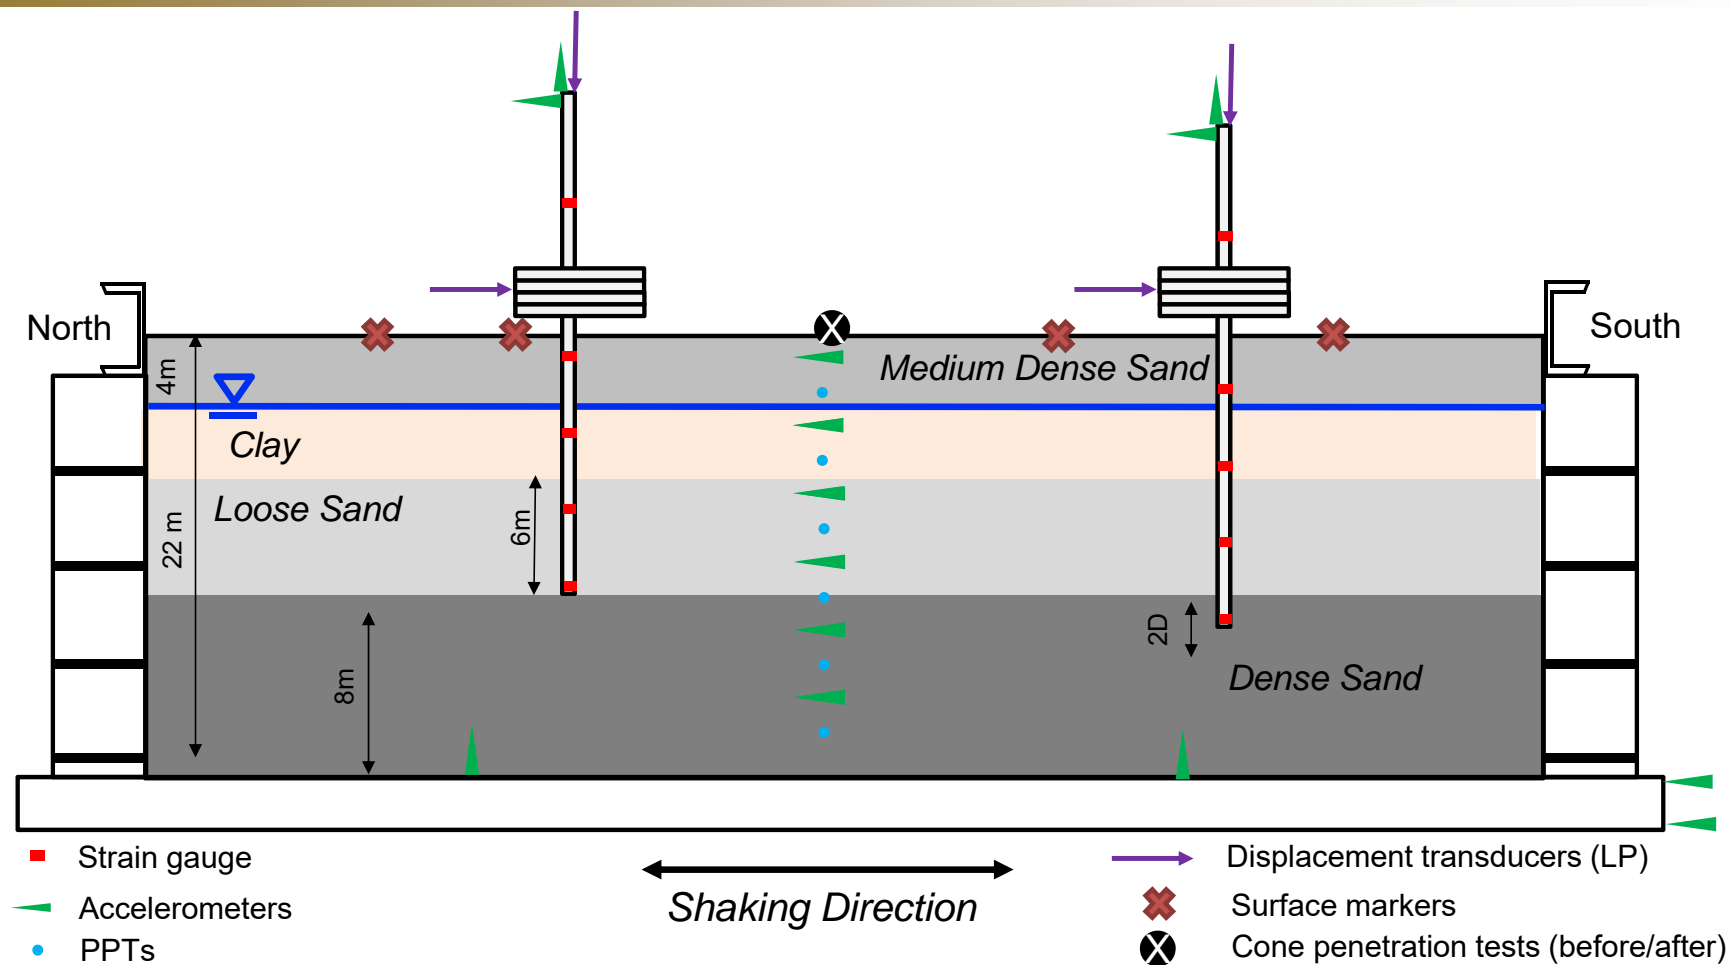 North
South
4m
Medium Dense Sand
Clay
Loose Sand
22 m
6m
2D
8m
Dense Sand
Strain gauge
Accelerometers
PPTs
Shaking Direction
Displacement transducers (LP)
Surface markers
Cone penetration tests (before/after)